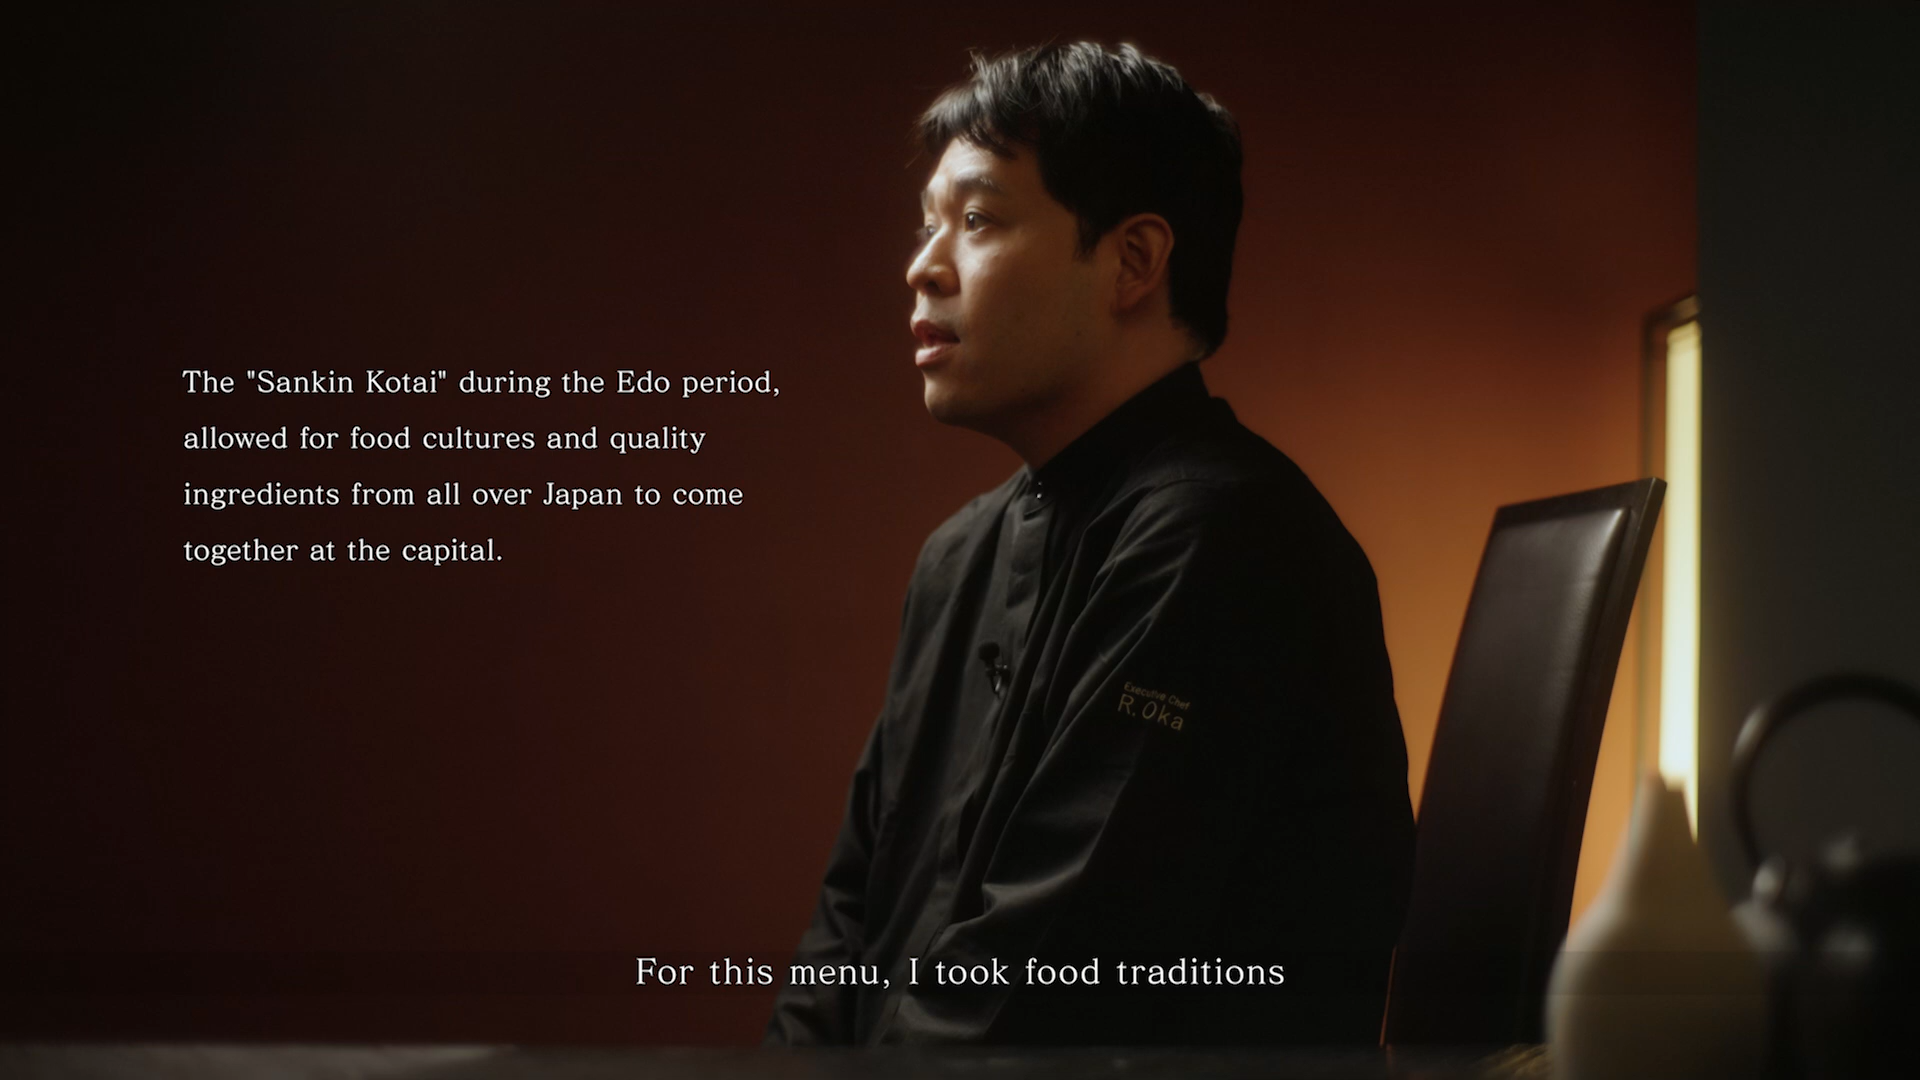 The "Sankin Kotai" during the Edo period,
allowed for food cultures and quality
ingredients from all over Japan to come
together at the capital.
Executive Chef
R. Oka
For this menu, I took food traditions